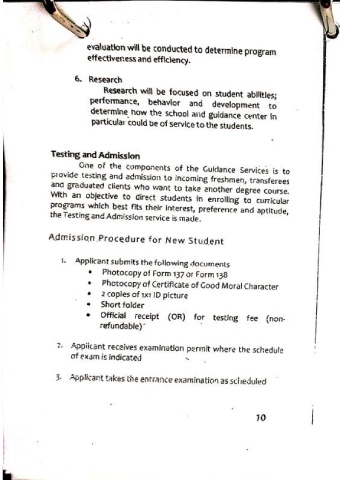 evaluation will be conducted to determine program
effectiveness and efficiency.
6. Research
Research will be focused on student abilities;
performance, behavior and development to
determine how the school and guidance center in
particular could be of service to the students.
Testing and Admission
One of the components of the Guidance Services is to
provide testing and admission to incoming freshmen, transferees
and graduated clients who want to take another degree course.
With an objective to direct students in enrolling to curricular
programs which best fits their interest, preference and aptitude,
the Testing and Admission service is made.
Admission Procedure for New Student
1. Applicant submits the following documents
• Photocopy of Form 137 or Form 138
• Photocopy of Certificate of Good Moral Character
• 2 copies of 1x1 ID picture
• Short folder
• Official receipt (OR) for testing fee (non-
refundable)
2. Applicant receives examination permit where the schedule
of exam is indicated
3. Applicant takes the entrance examination as scheduled
10